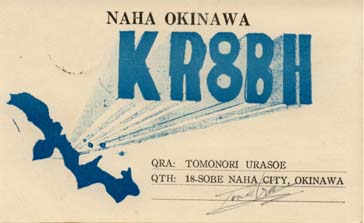 NAHA OKINAWA
KR8BH
QRA: TOMONORI URASOE
QTH: 18-SOBE NAHA CITY, OKINAWA